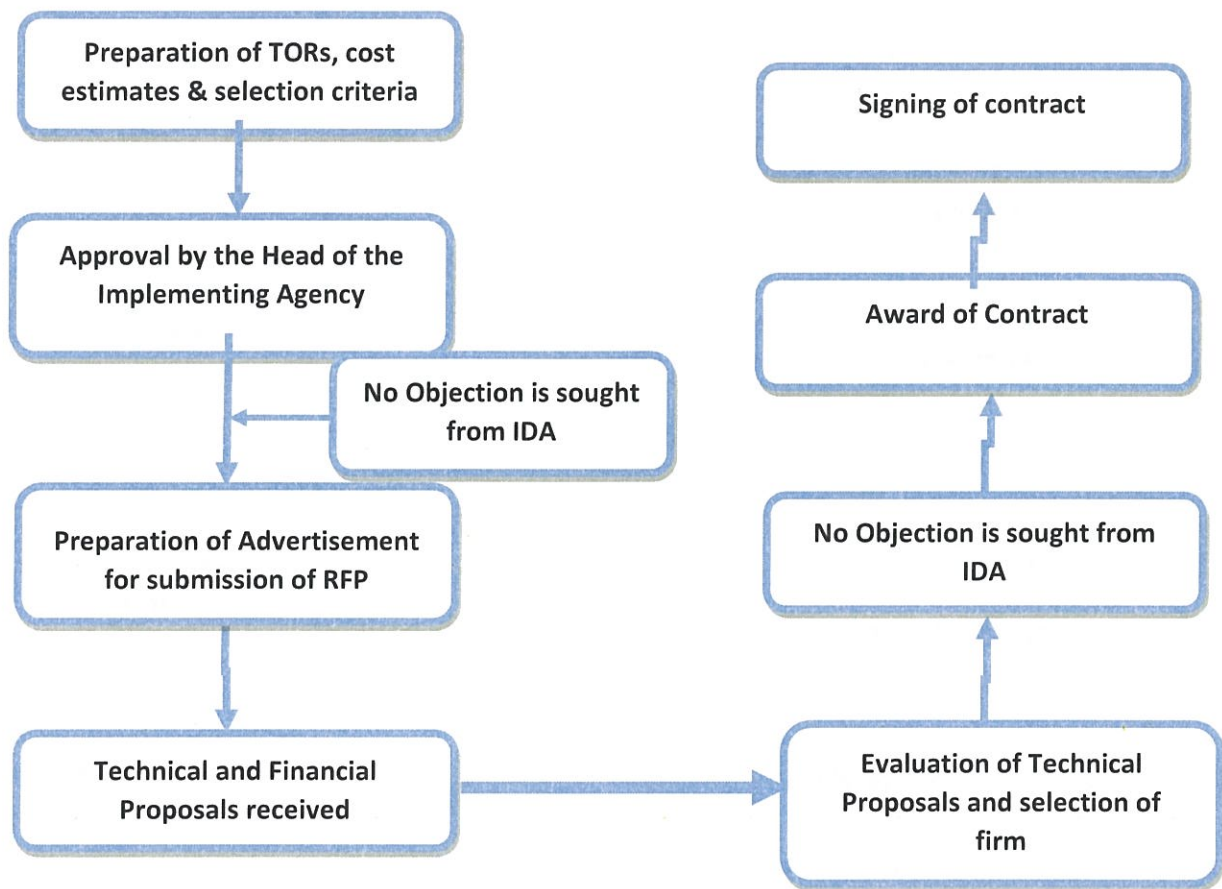 Preparation of TORs, cost
estimates & selection criteria
Approval by the Head of the
Implementing Agency
No Objection is sought
from IDA
Preparation of Advertisement
for submission of RFP
Technical and Financial
Proposals received
Evaluation of Technical
Proposals and selection of
firm
No Objection is sought from
IDA
Award of Contract
Signing of contract